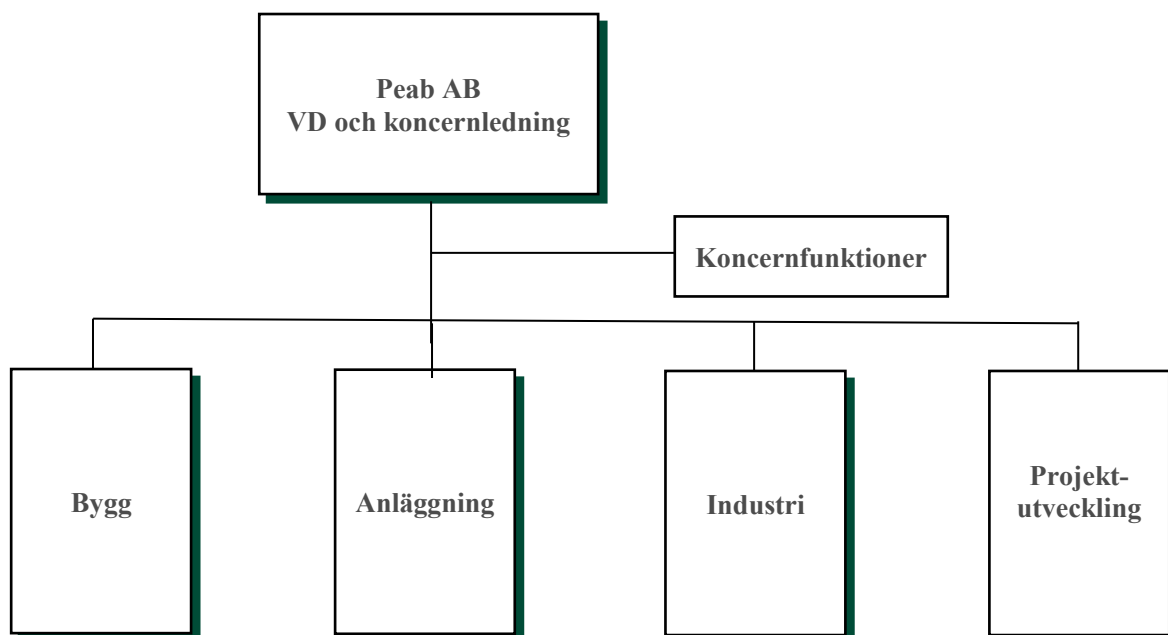 Peab AB
VD och koncernledning
Koncernfunktioner
Bygg
Anläggning
Industri
Projekt-
utveckling